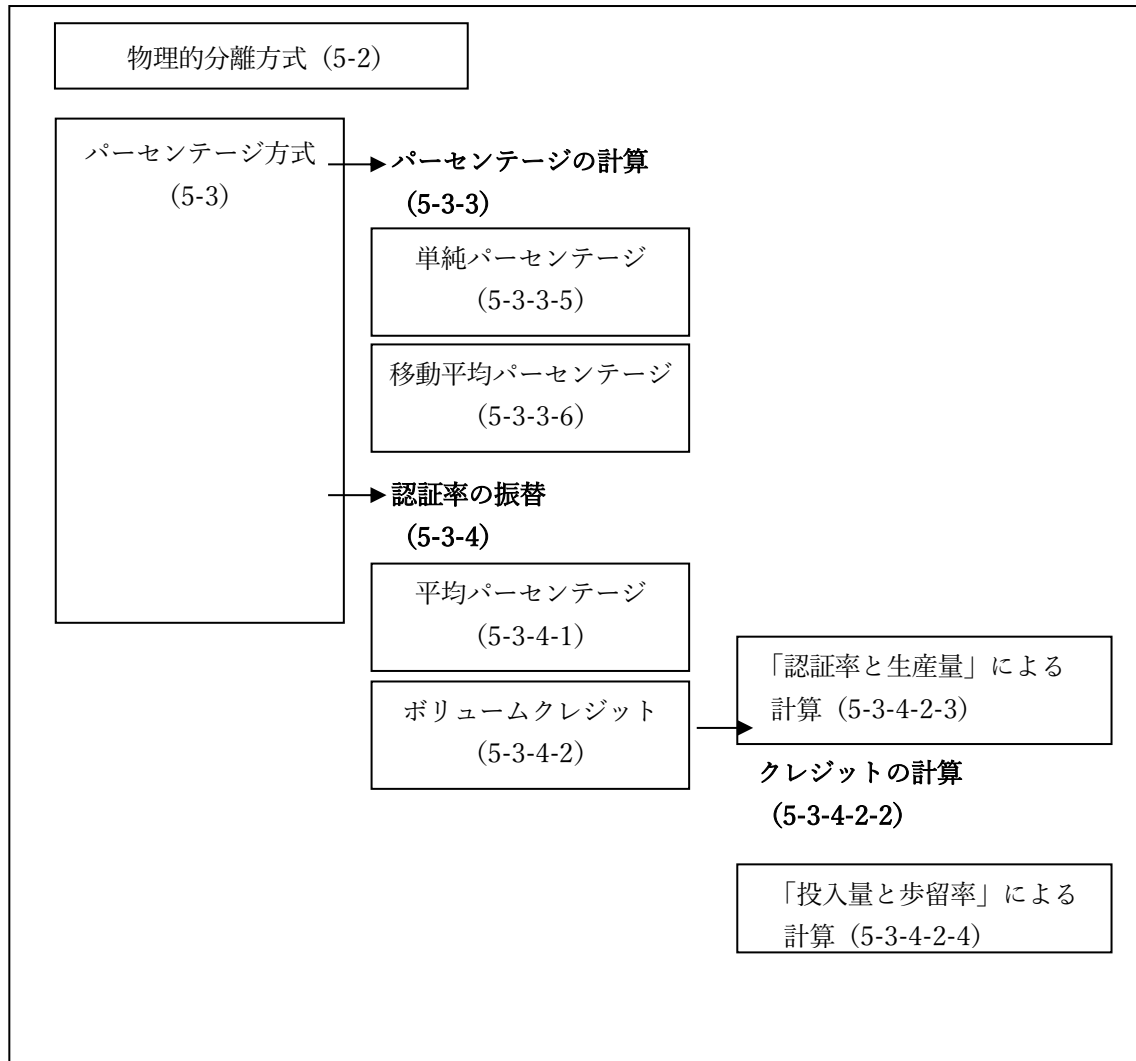 物理的分離方式（5-2）
パーセンテージ方式
（5-3）
パーセンテージの計算
（5-3-3）
単純パーセンテージ
（5-3-3-5）
移動平均パーセンテージ
（5-3-3-6）
認証率の振替
（5-3-4）
平均パーセンテージ
（5-3-4-1）
ボリュームクレジット
（5-3-4-2）
「認証率と生産量」による
計算（5-3-4-2-3）
クレジットの計算
（5-3-4-2-2）
「投入量と歩留率」による
計算（5-3-4-2-4）